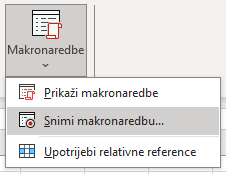 Makronaredbe
Prikaži makronaredbe
Snimi makronaredbu...
Upotrijebi relativne reference